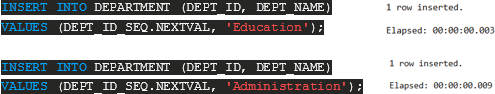 INSERT INTO DEPARTMENT (DEPT_ID, DEPT_NAME)
VALUES (DEPT_ID_SEQ.NEXTVAL, 'Education');
1 row inserted.
Elapsed: 00:00:00.003
INSERT INTO DEPARTMENT (DEPT_ID, DEPT_NAME)
VALUES (DEPT_ID_SEQ.NEXTVAL, 'Administration');
1 row inserted.
Elapsed: 00:00:00.009